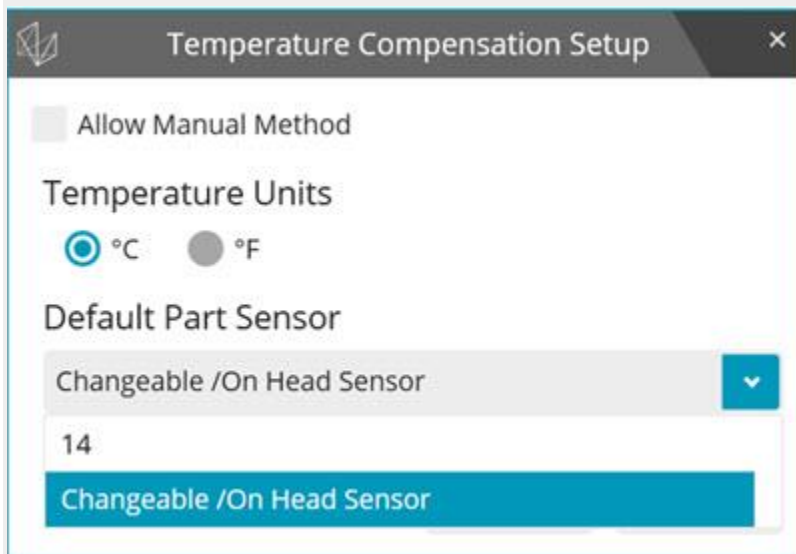 Temperature Compensation Setup ×
Allow Manual Method
Temperature Units
°C °F
Default Part Sensor
Changeable /On Head Sensor
14
Changeable /On Head Sensor